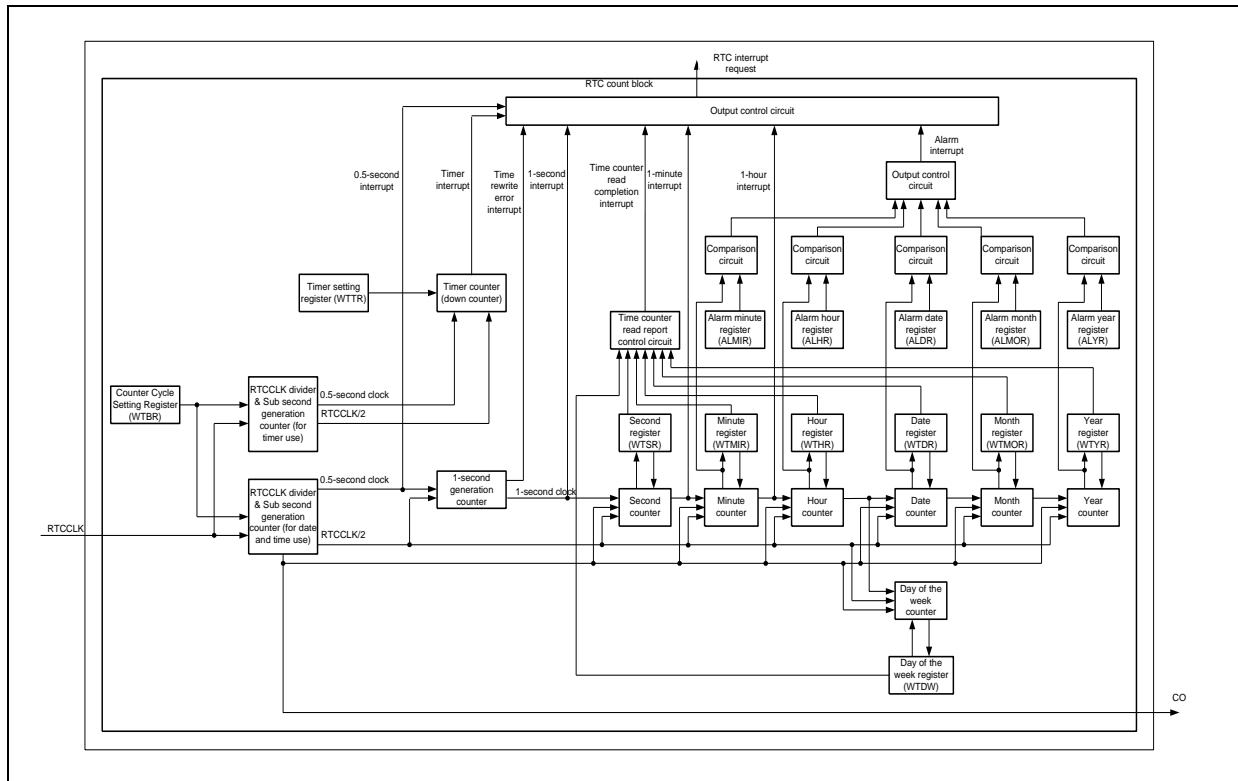 RTC interrupt
request
RTC count block
Output control circuit
0.5-second
interrupt
Timer
interrupt
Time
rewrite
error
interrupt
1-second
interrupt
Time counter
read
completion
interrupt
1-minute
interrupt
1-hour
interrupt
Alarm
interrupt
Output control
circuit
Comparison
circuit
Comparison
circuit
Comparison
circuit
Comparison
circuit
Comparison
circuit
Timer setting
register (WTTR)
Timer counter
(down counter)
Time counter
read report
control circuit
Alarm minute
register
(ALMIR)
Alarm hour
register
(ALHR)
Alarm date
register
(ALDR)
Alarm month
register
(ALMOR)
Alarm year
register
(ALYR)
Counter Cycle
Setting Register
(WTBR)
RTCCLK divider
& Sub second
generation
counter (for
timer use)
0.5-second clock
RTCCLK/2
Second
register
(WTSR)
Minute
register
(WTMIR)
Hour
register
(WTHR)
Date
register
(WTDR)
Month
register
(WTMOR)
Year
register
(WTYR)
RTCCLK
RTCCLK divider
& Sub second
generation
counter (for date
and time use)
0.5-second clock
RTCCLK/2
1-second
generation
counter
1-second clock
Second
counter
Minute
counter
Hour
counter
Date
counter
Month
counter
Year
counter
Day of the
week
counter
Day of the
week register
(WTDW)
CO